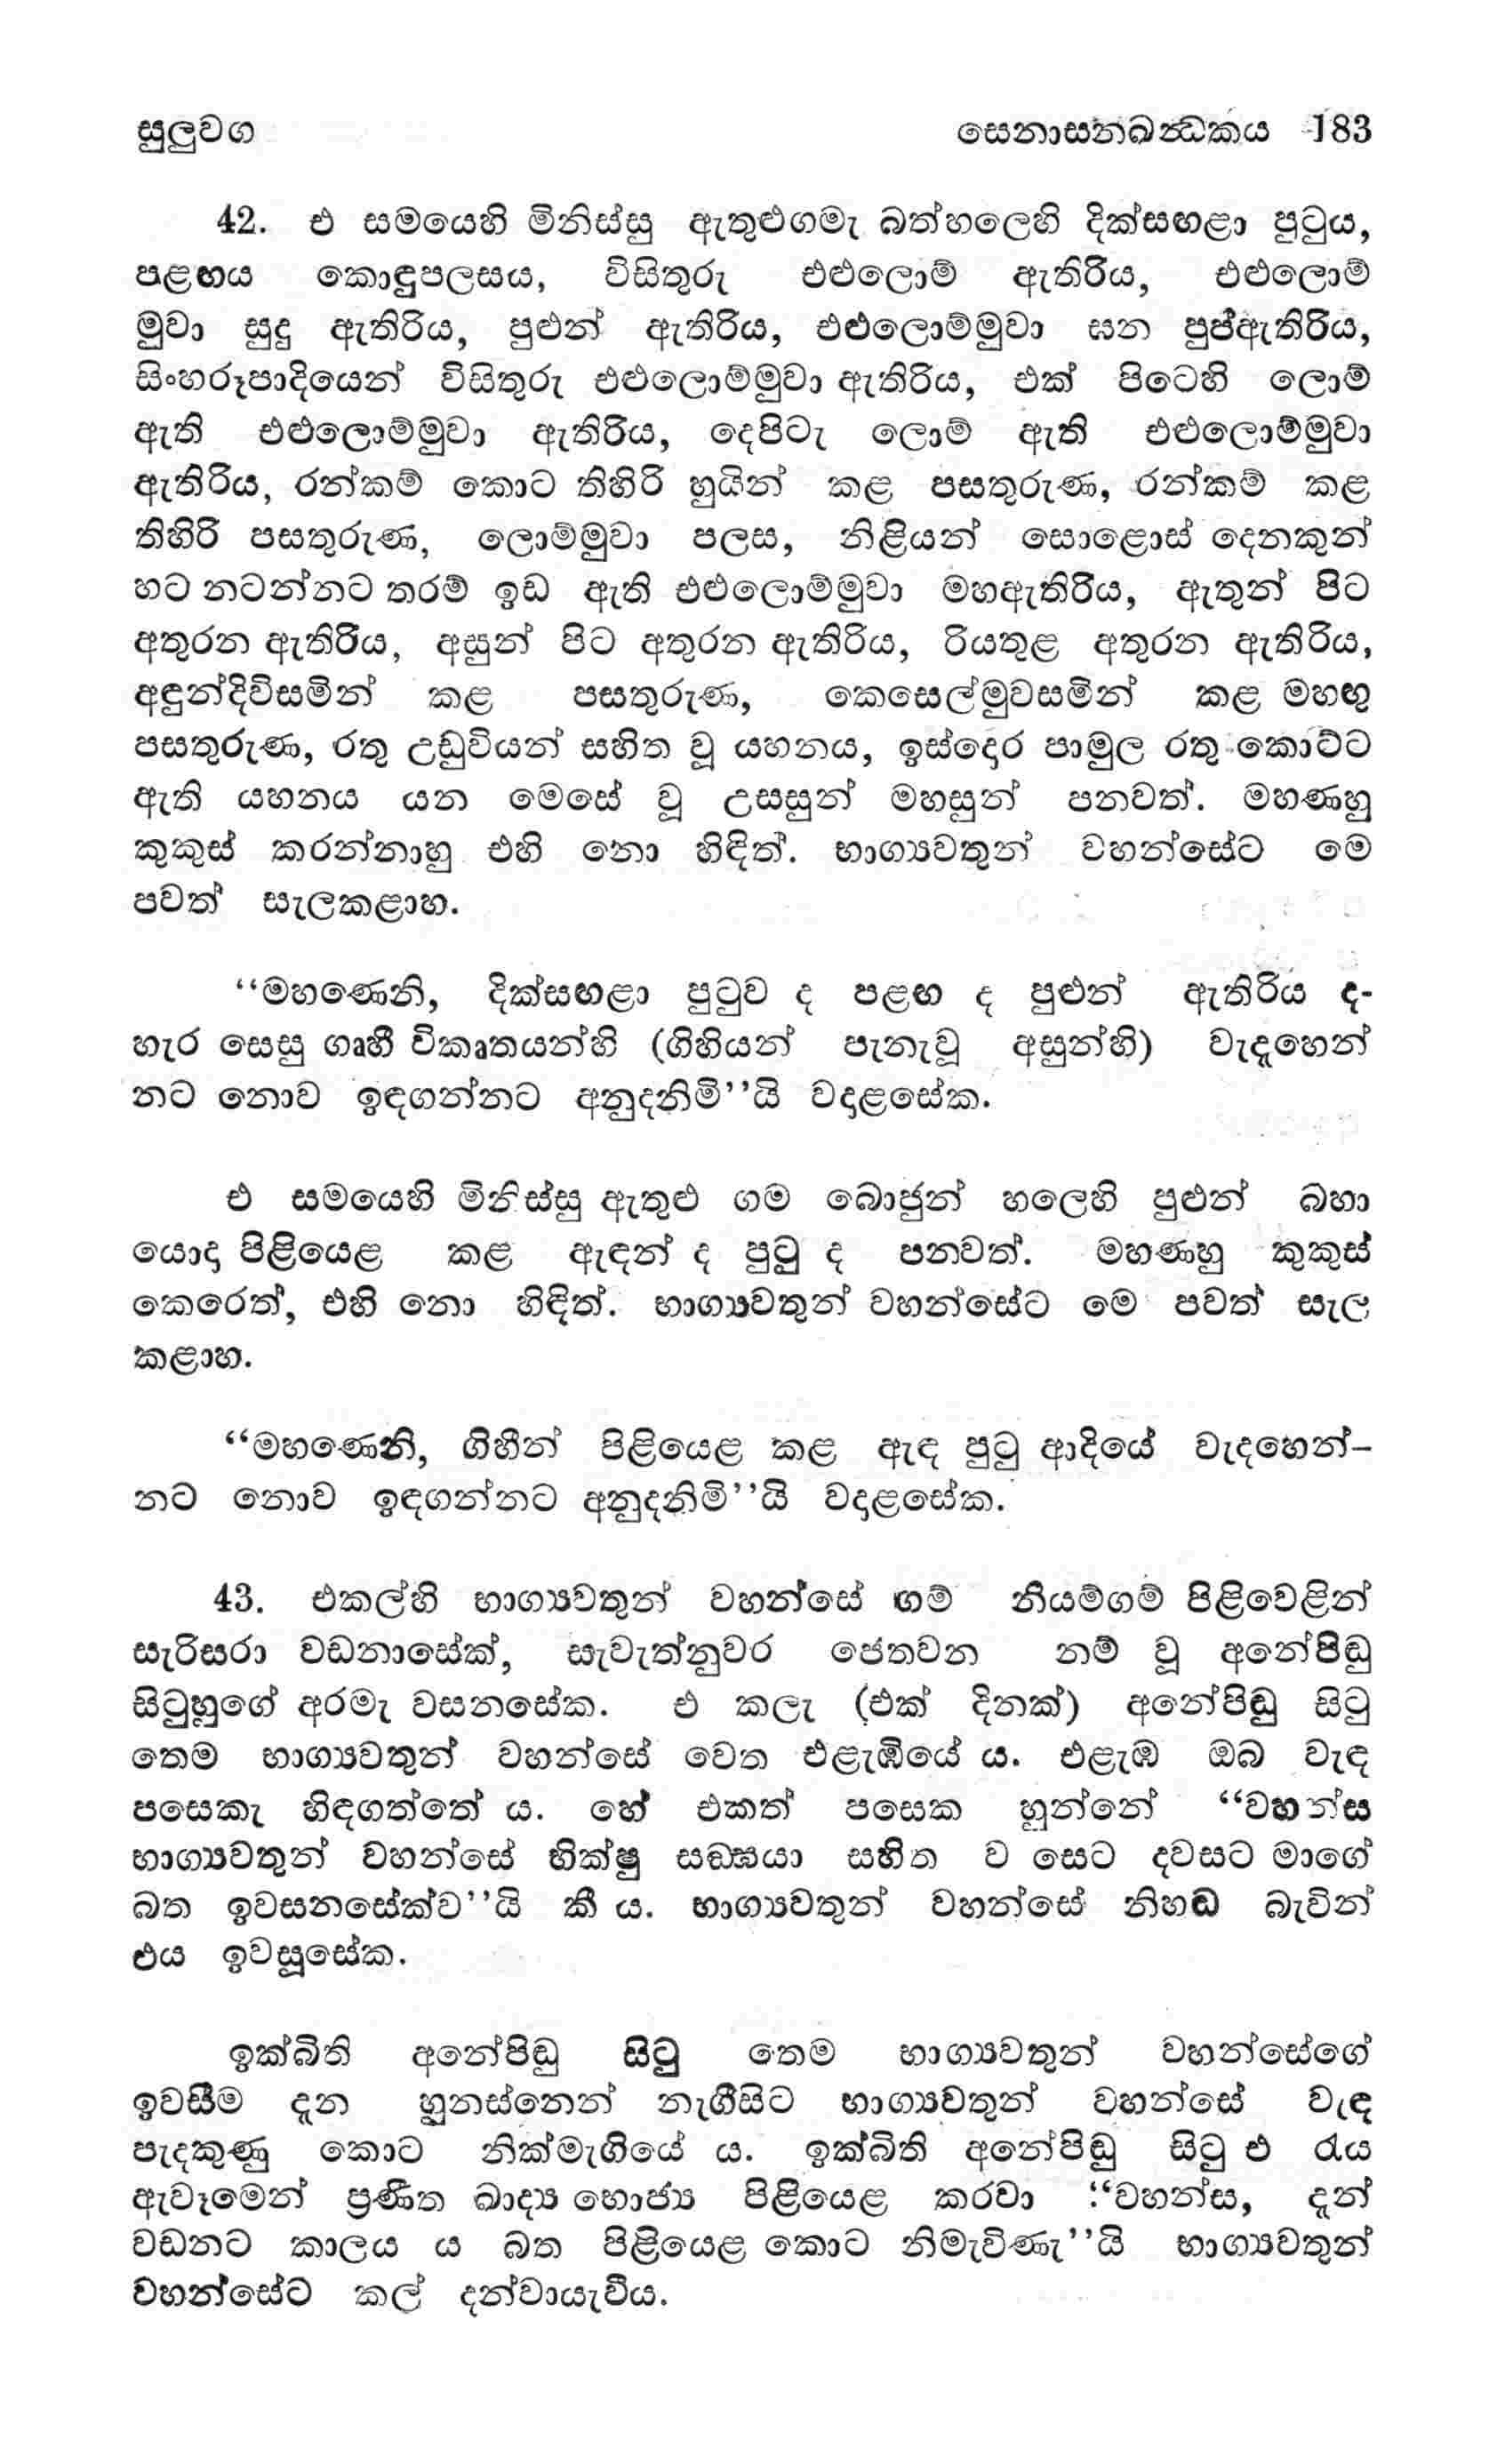 සුලුවග සෙනාසනඛන්‍ධකය 183
42. එ සමයෙහි මිනිස්සු ඇතුළුගමැ බත්හලෙහි දික්සඟළා පුටුය,
පළඟය කොඳුපලසය, විසිතුරු එළුලොම් ඇතිරිය, එළුලොම්
මුවා සුදු ඇතිරිය, පුළුන් ඇතිරිය, එළුලොම්මුවා ඝන පුප්ඇතිරිය,
සිංහරූපාදියෙන් විසිතුරු එළුලොම්මුවා ඇතිරිය, එක් පිටෙහි ලොම්
ඇති එළුලොම්මුවා ඇතිරිය, දෙපිටැ ලොම් ඇති එළුලොම්මුවා
ඇතිරිය, රන්කම් කොට තිහිරි හුයින් කළ පසතුරුණ, රන්කම් කළ
තිහිරි පසතුරුණ, ලොම්මුවා පලස, නිළියන් සොළොස් දෙනකුන්
හට නටන්නට තරම් ඉඩ ඇති එළුලොම්මුවා මහඇතිරිය, ඇතුන් පිට
අතුරන ඇතිරිය, අසුන් පිට අතුරන ඇතිරිය, රියතුළ අතුරන ඇතිරිය,
අඳුන්දිවිසමින් කළ පසතුරුණ, කෙසෙල්මුවසමින් කළ මහඟු
පසතුරුණ, රතු උඩුවියන් සහිත වූ යහනය, ඉස්දොර පාමුල රතු කොට්ට
ඇති යහනය යන මෙසේ වූ උසසුන් මහසුන් පනවත්. මහණහු
කුකුස් කරන්නාහු එහි නො හිඳිත්. භාග්‍යවතුන් වහන්සේට මෙ
පවත් සැලකළාහ.
“මහණෙනි, දික්සඟළා පුටුව ද පළඟ ද පුළුන් ඇතිරිය ද-
හැර සෙසු ගෘහී විකෘතයන්හි (ගිහියන් පැනැවූ අසුන්හි) වැදෑහෙන්
නට නොව ඉඳගන්නට අනුදනිමි”යි වදාළසේක.
එ සමයෙහි මිනිස්සු ඇතුළු ගම බොජුන් හලෙහි පුළුන් බහා
යොදා පිළියෙළ කළ ඇඳන් ද පුටු ද පනවත්. මහණහු කුකුස්
කෙරෙත්, එහි නො හිඳිත්. භාග්‍යවතුන් වහන්සේට මෙ පවත් සැල
කළාහ.
“මහණෙනි, ගිහීන් පිළියෙළ කළ ඇඳ පුටු ආදියේ වැදහෙන්–
නට නොව ඉඳගන්නට අනුදනිමි”යි වදාළසේක.
43. එකල්හි භාග්‍යවතුන් වහන්සේ ගම් නියම්ගම් පිළිවෙළින්
සැරිසරා වඩනාසේක්, සැවැත්නුවර ජෙතවන නම් වූ අනේපිඬු
සිටුහුගේ අරමැ වසනසේක. එ කලැ (එක් දිනක්) අනේපිඬු සිටු
තෙම භාග්‍යවතුන් වහන්සේ වෙත එළැඹියේ ය. එළැඹ ඔබ වැඳ
පසෙකැ හිඳගත්තේ ය. හේ එකත් පසෙක හුන්නේ “වහන්ස
භාග්‍යවතුන් වහන්සේ භික්ෂු සඞ්ඝයා සහිත ව සෙට දවසට මාගේ
බත ඉවසනසේක්ව”යි කී ය. භාග්‍යවතුන් වහන්සේ නිහඬ බැවින්
එය ඉවසූසේක.
ඉක්බිති අනේපිඬු සිටු තෙම භාග්‍යවතුන් වහන්සේගේ
ඉවසීම දැන හුනස්නෙන් නැගීසිට භාග්‍යවතුන් වහන්සේ වැඳ
පැදකුණු කොට නික්මැගියේ ය. ඉක්බිති අනේපිඬු සිටු එ රැය
ඇවෑමෙන් ප්‍රණීත ඛාද්‍ය භොජ්‍ය පිළියෙළ කරවා “වහන්ස, දැන්
වඩනට කාලය ය බත පිළියෙළ කොට නිමැවිණැ”යි භාග්‍යවතුන්
වහන්සේට කල් දන්වායැවීය.